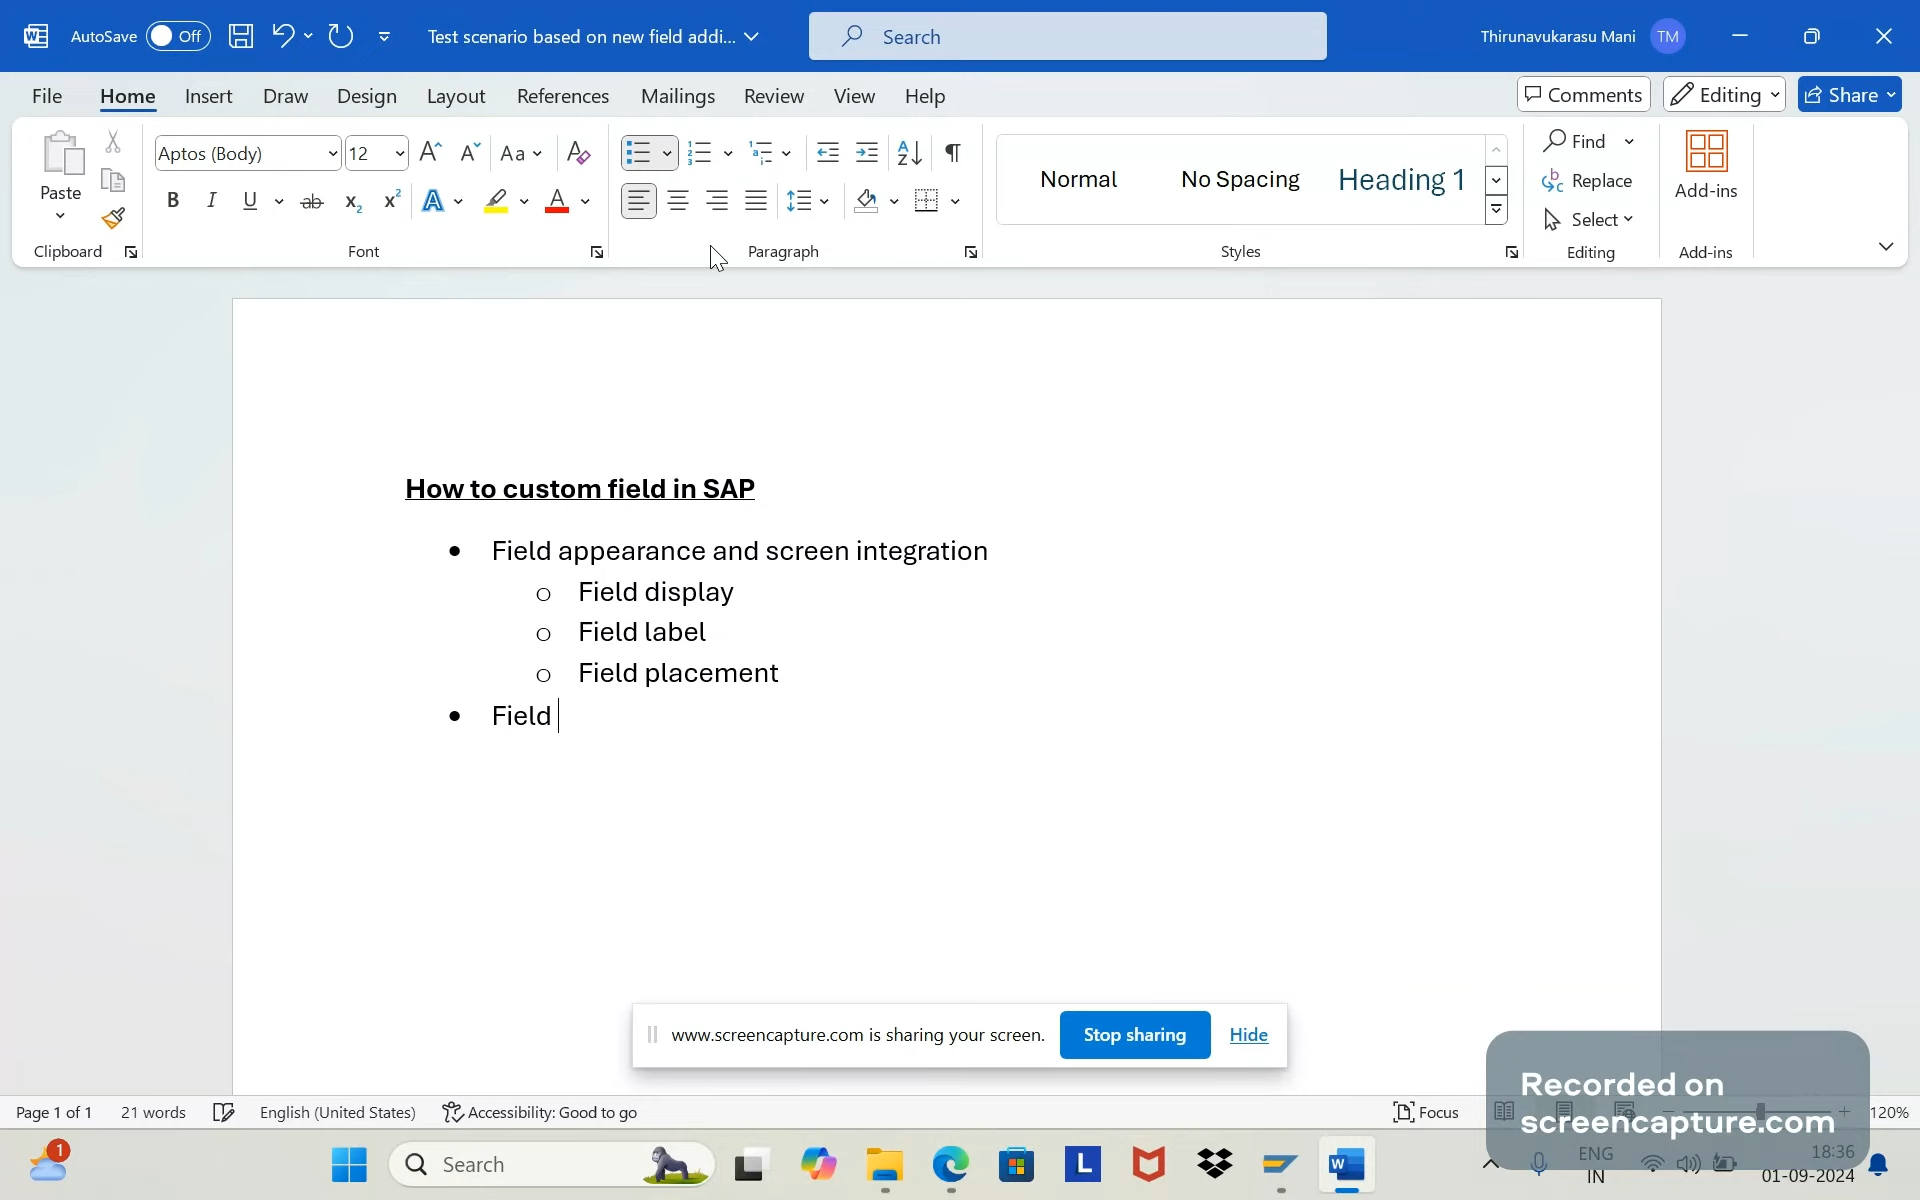 AutoSave Off Test scenario based on new field addi... Search Thirunavukarasu Mani TM
File Home Insert Draw Design Layout References Mailings Review View Help Comments Editing Share
Paste Aptos (Body) 12 Aa Normal No Spacing Heading 1 Find Replace Select Add-ins
Clipboard Font Paragraph Styles Editing Add-ins
How to custom field in SAP
• Field appearance and screen integration
o Field display
o Field label
o Field placement
• Field
www.screencapture.com is sharing your screen. Stop sharing Hide
Recorded on
screencapture.com
Page 1 of 1 21 words English (United States) Accessibility: Good to go Focus 120%
1 Search ENG
IN 18:36
01-09-2024